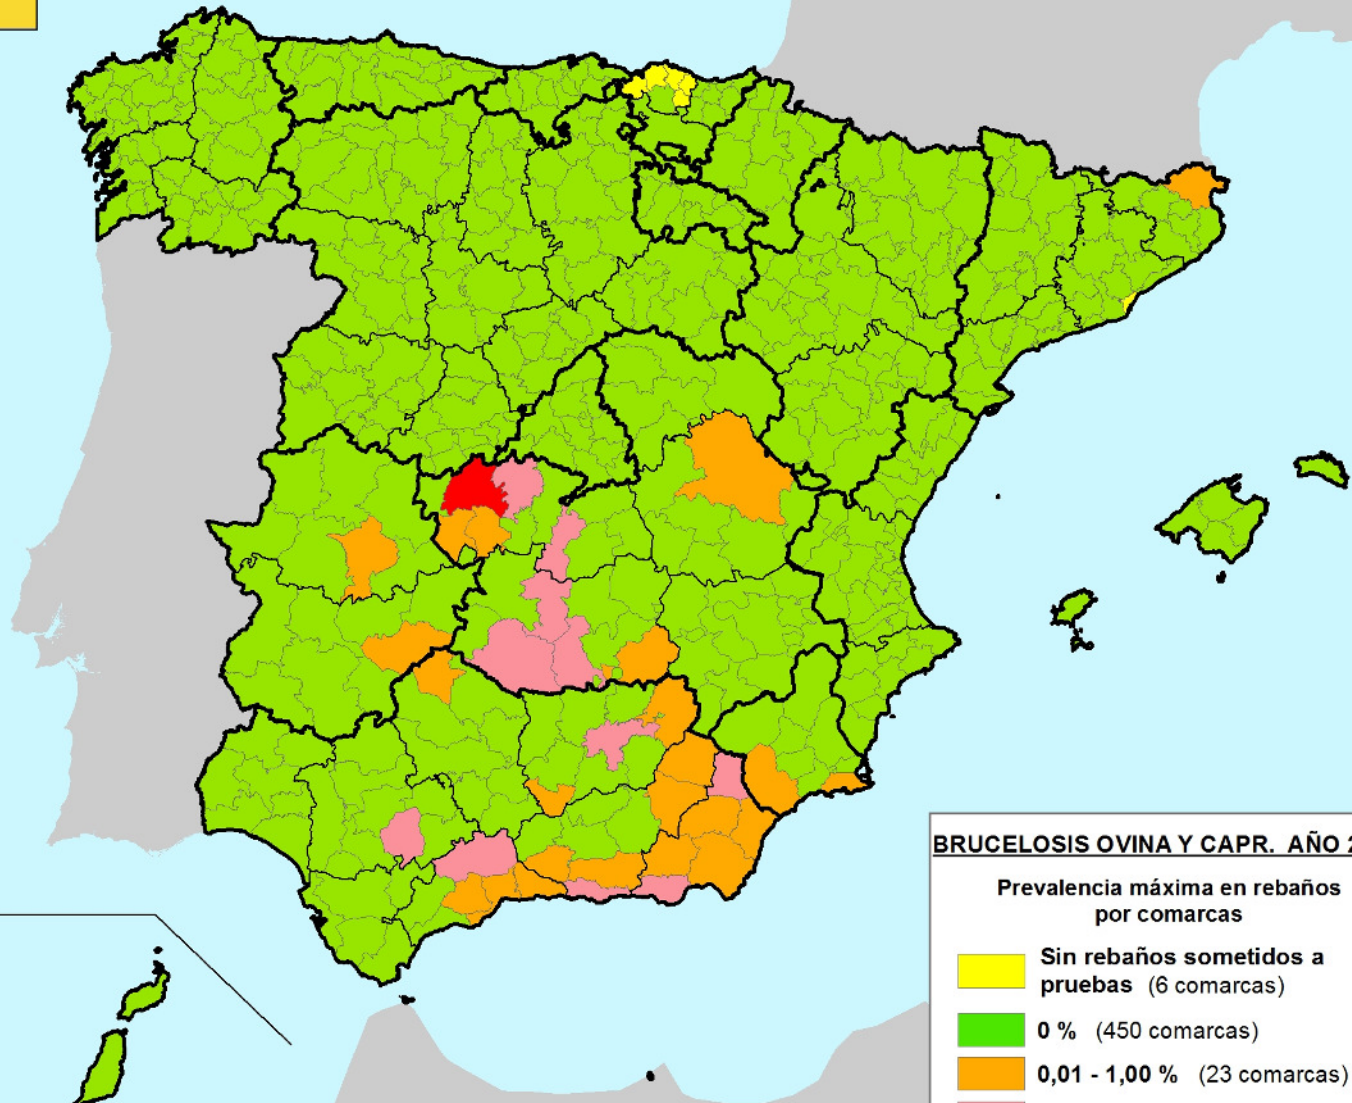 BRUCELOSIS OVINA Y CAPR. AÑO 2
Prevalencia máxima en rebaños
por comarcas
Sin rebaños sometidos a
pruebas (6 comarcas)
0 % (450 comarcas)
0,01 - 1,00 % (23 comarcas)